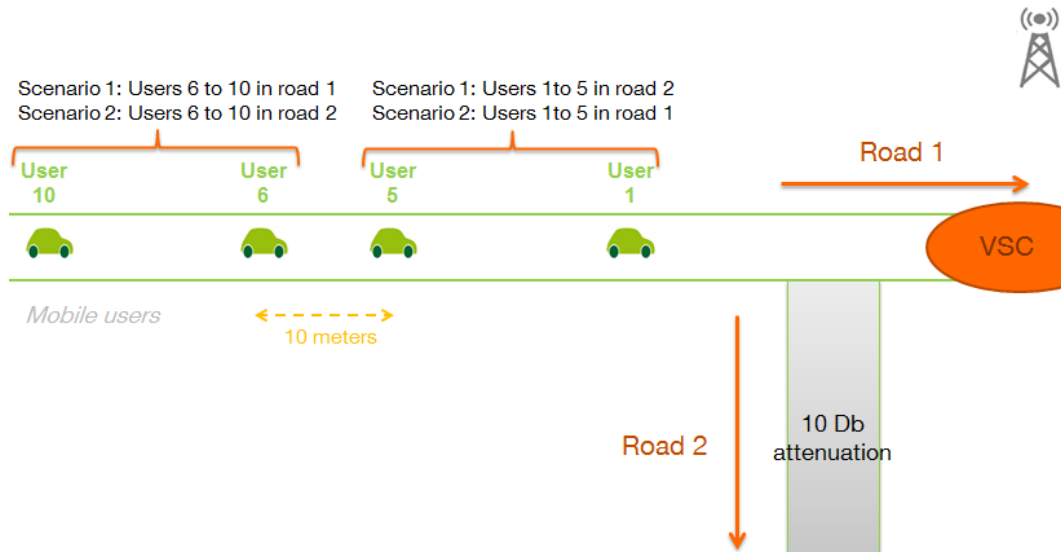 Scenario 1: Users 6 to 10 in road 1
Scenario 2: Users 6 to 10 in road 2
Scenario 1: Users 1to 5 in road 2
Scenario 2: Users 1to 5 in road 1
User
10
User
6
User
5
User
1
Road 1
VSC
Mobile users
10 meters
Road 2
10 Db
attenuation